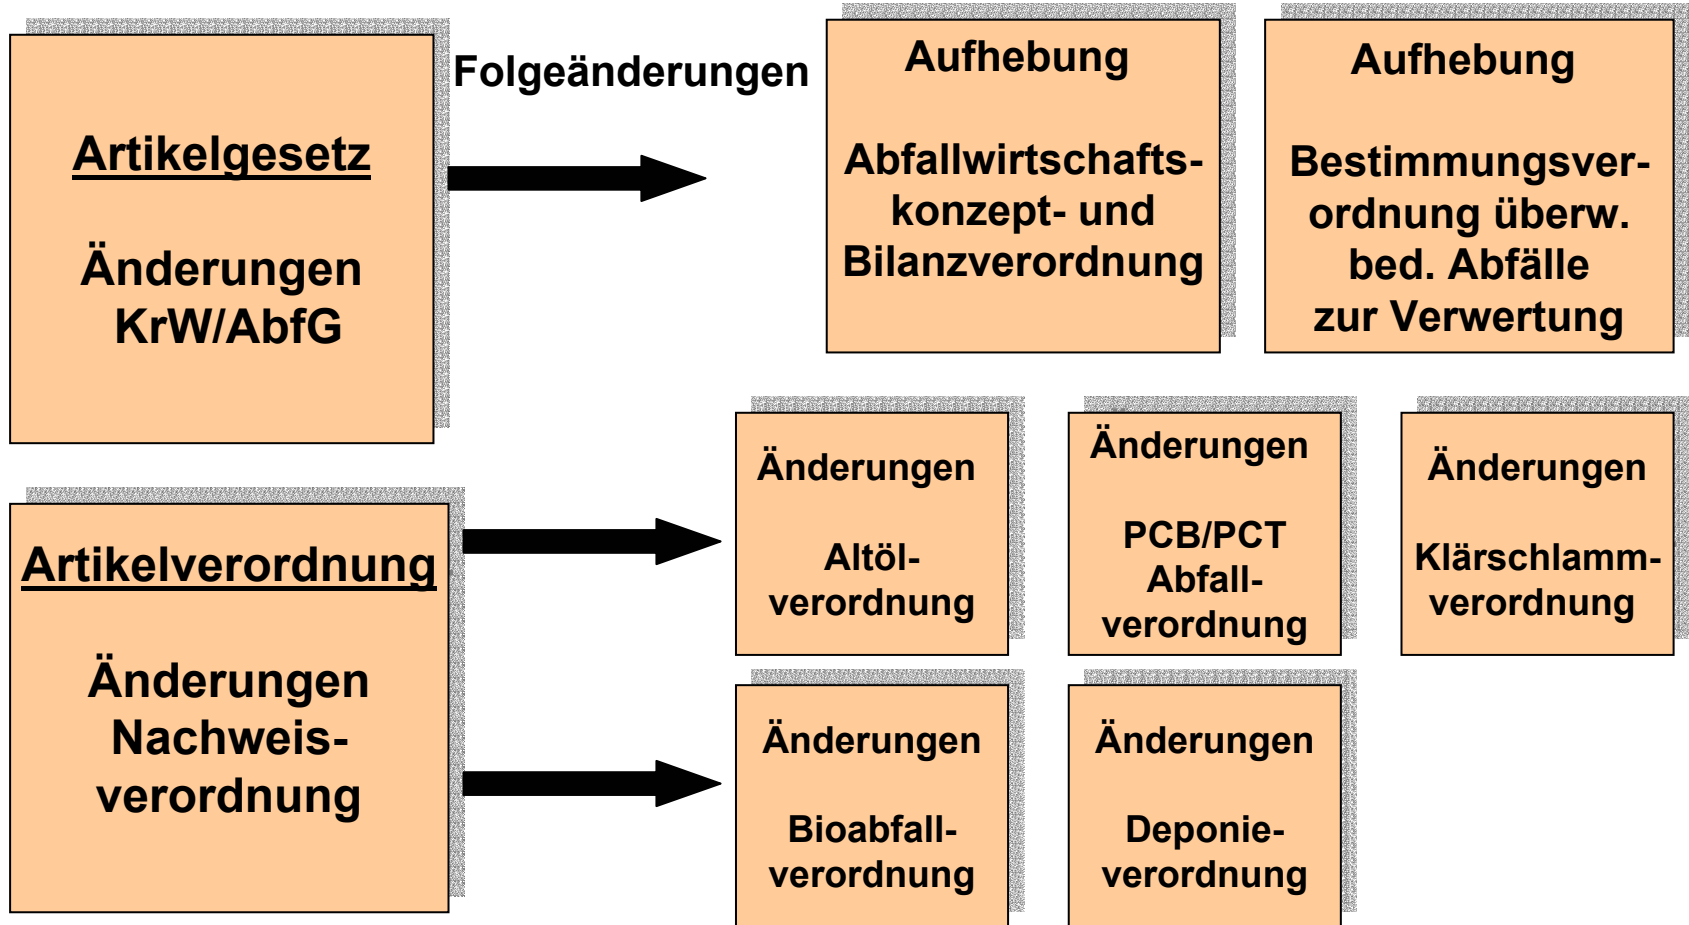 Artikelgesetz
Änderungen
KrW/AbfG
Folgeänderungen
Aufhebung
Abfallwirtschafts-
konzept- und
Bilanzverordnung
Aufhebung
Bestimmungsver-
ordnung überw.
bed. Abfälle
zur Verwertung
Artikelverordnung
Änderungen
Nachweis-
verordnung
Änderungen
Altöl-
verordnung
Änderungen
PCB/PCT
Abfall-
verordnung
Änderungen
Klärschlamm-
verordnung
Änderungen
Bioabfall-
verordnung
Änderungen
Deponie-
verordnung